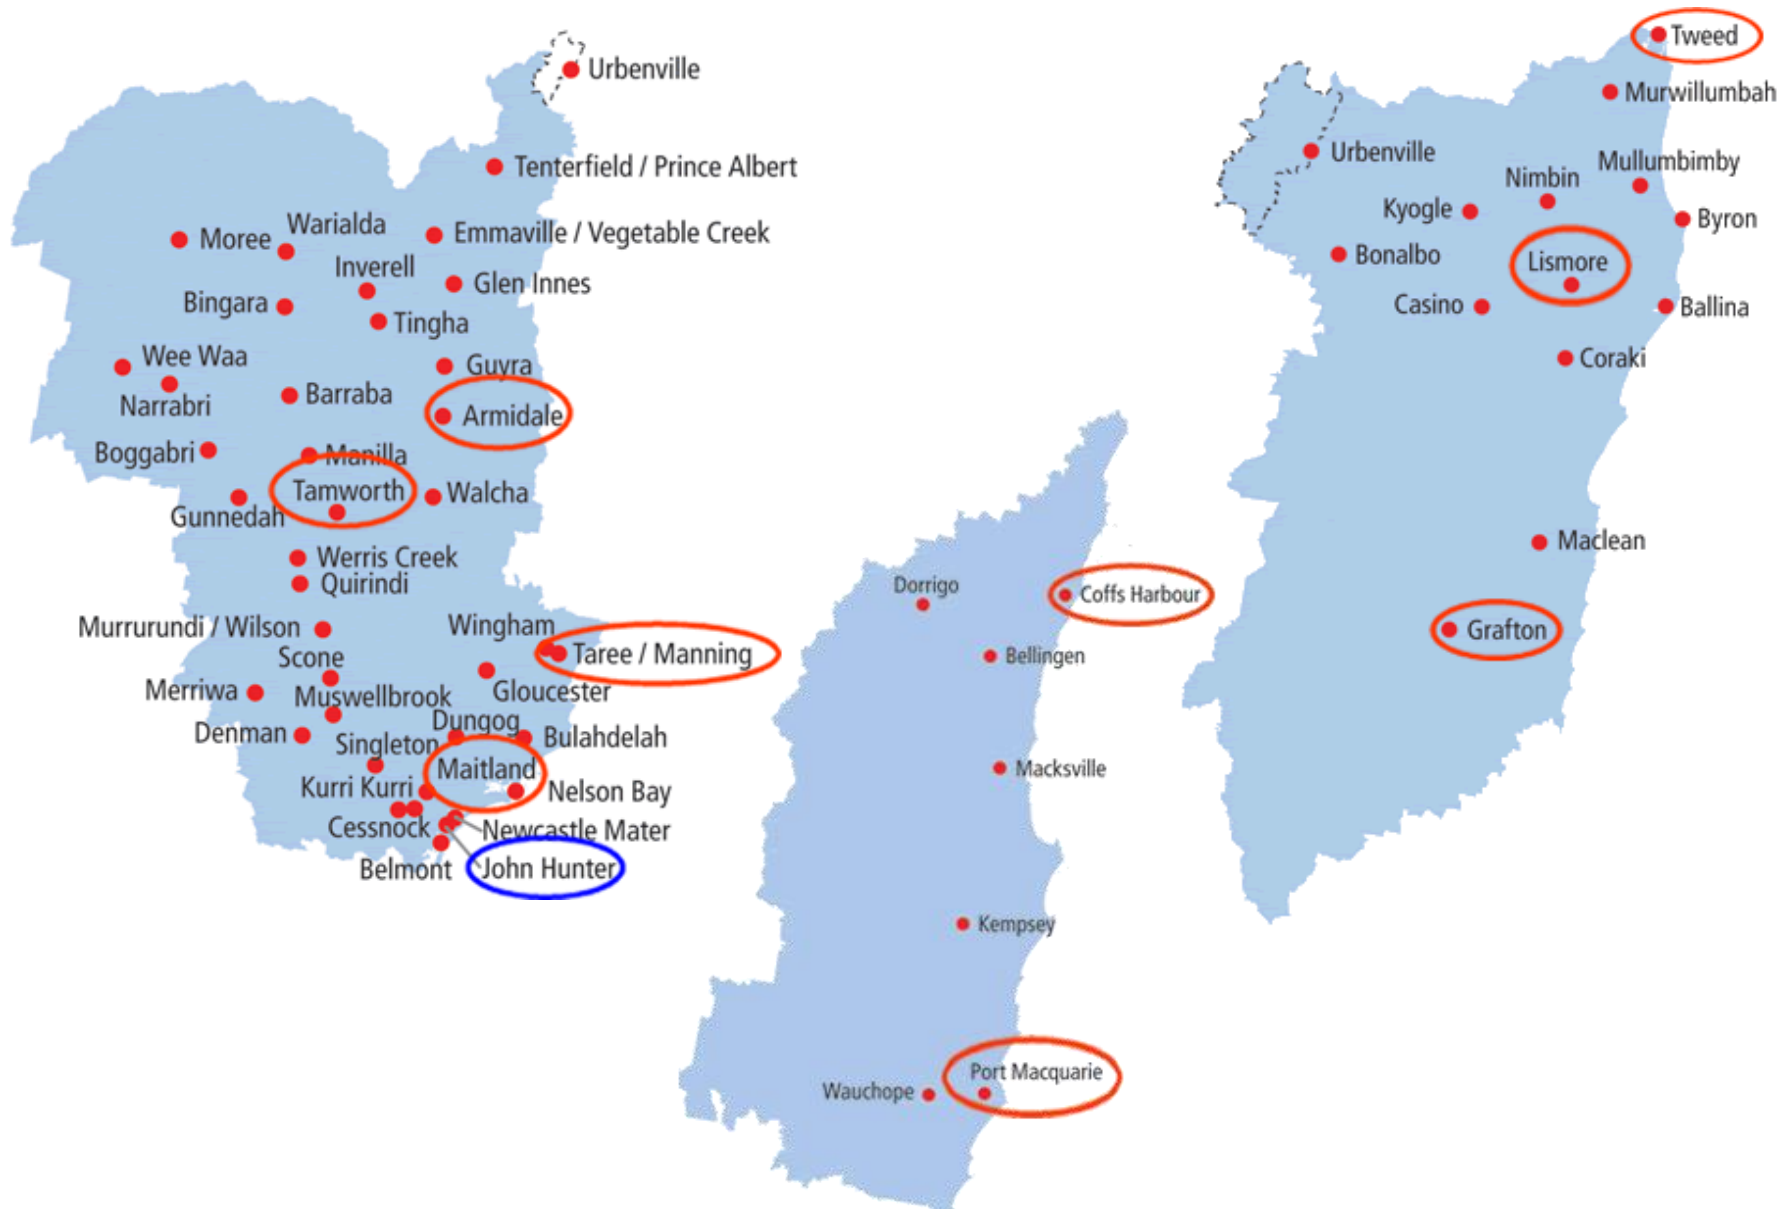 Urbenville
Tenterfield / Prince Albert
Warialda
Moree
Emmaville / Vegetable Creek
Inverell
Glen Innes
Bingara
Tingha
Wee Waa
Guyra
Narrabri
Barraba
Armidale
Boggabri
Manilla
Tamworth
Walcha
Gunnedah
Werris Creek
Quirindi
Murrurundi / Wilson
Wingham
Taree / Manning
Scone
Merriwa
Gloucester
Muswellbrook
Denman
Dungog
Bulahdelah
Singleton
Maitland
Kurri Kurri
Nelson Bay
Cessnock
Newcastle Mater
Belmont
John Hunter
Dorrigo
Coffs Harbour
Bellingen
Macksville
Kempsey
Port Macquarie
Wauchope
Tweed
Murwillumbah
Urbenville
Mullumbimby
Nimbin
Kyogle
Byron
Bonalbo
Lismore
Casino
Ballina
Coraki
Maclean
Grafton